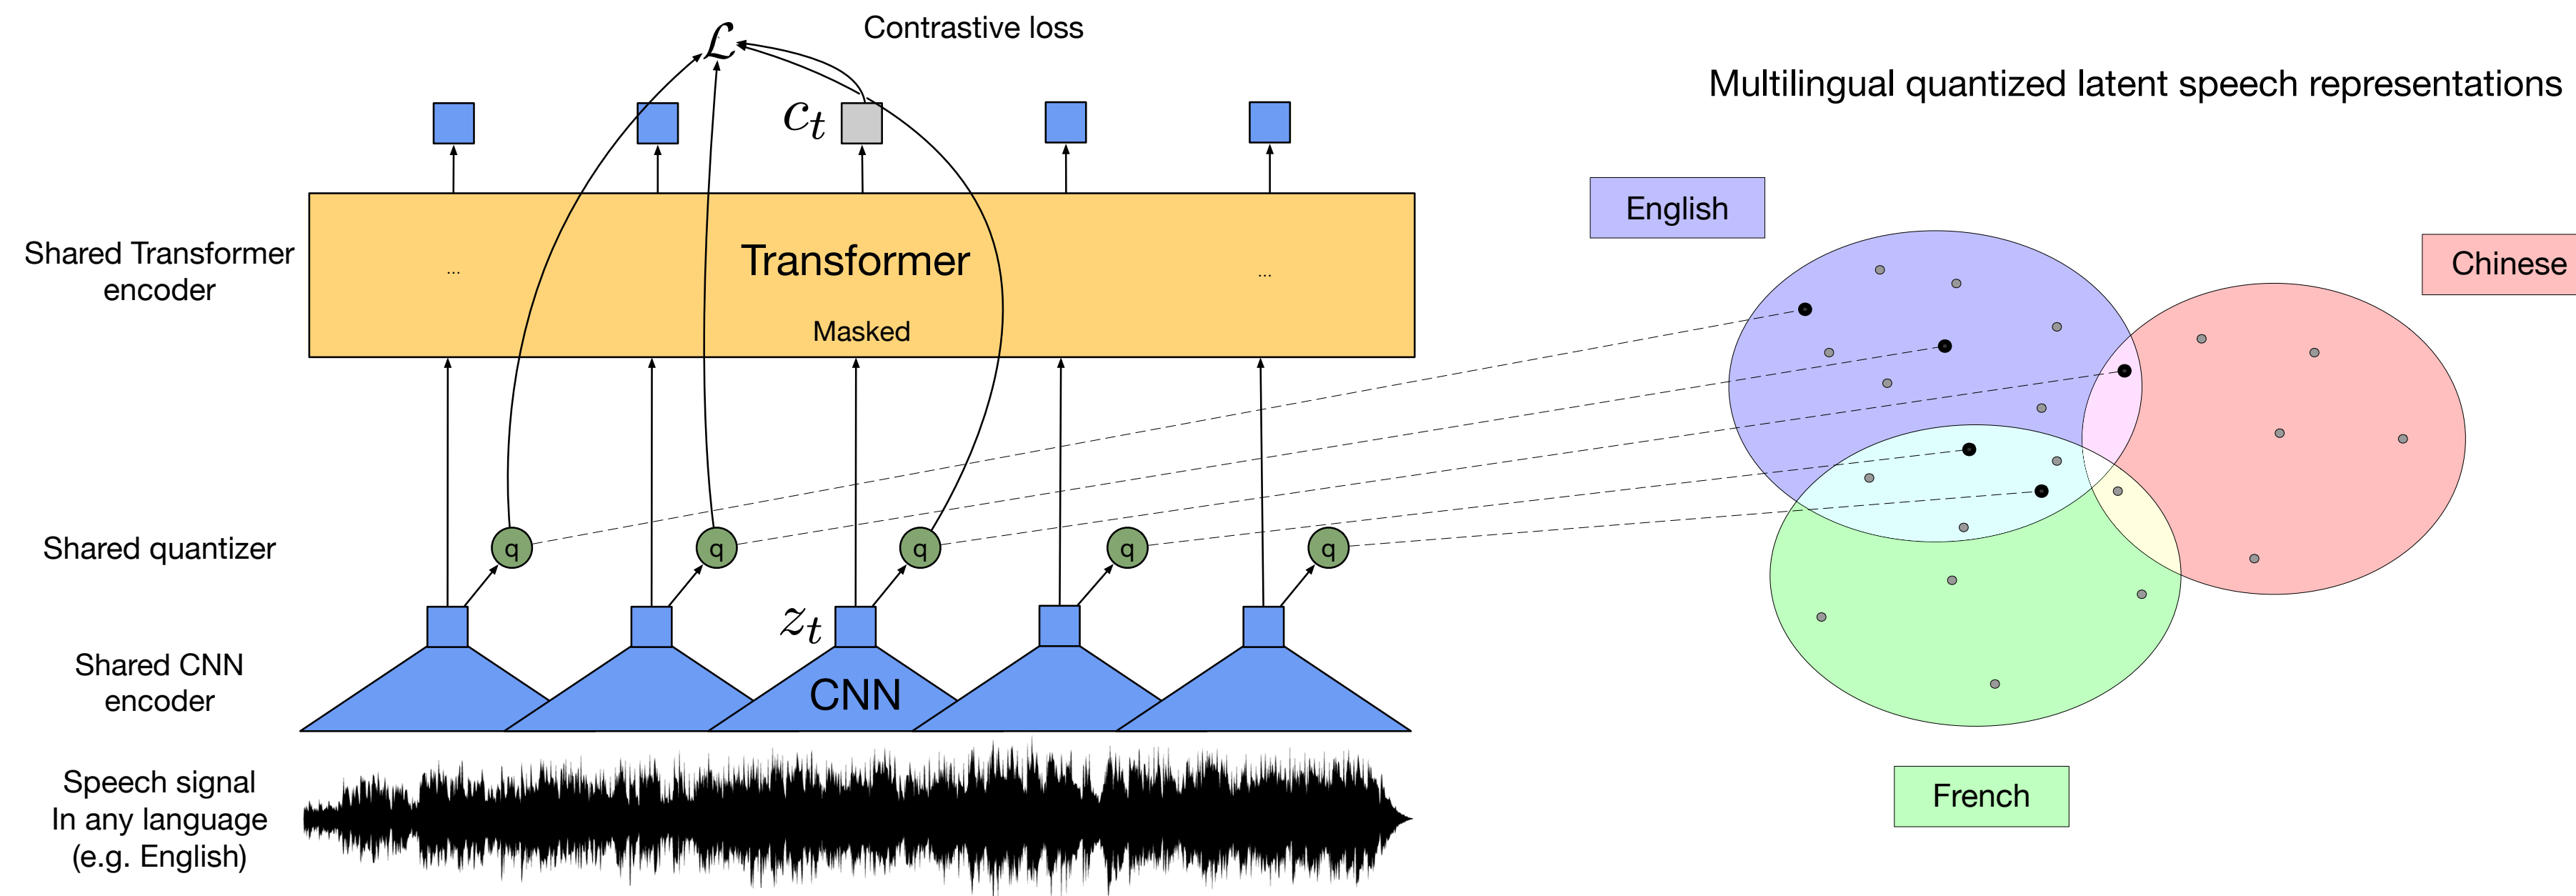 Contrastive loss
ℒ
c_t
Multilingual quantized latent speech representations
English
Chinese
Shared Transformer
encoder
...
Transformer
...
Masked
Shared quantizer
q
q
q
q
q
z_t
Shared CNN
encoder
CNN
Speech signal
In any language
(e.g. English)
French